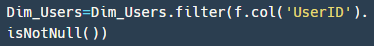 Dim_Users=Dim_Users.filter(f.col('UserID').
isNotNull())